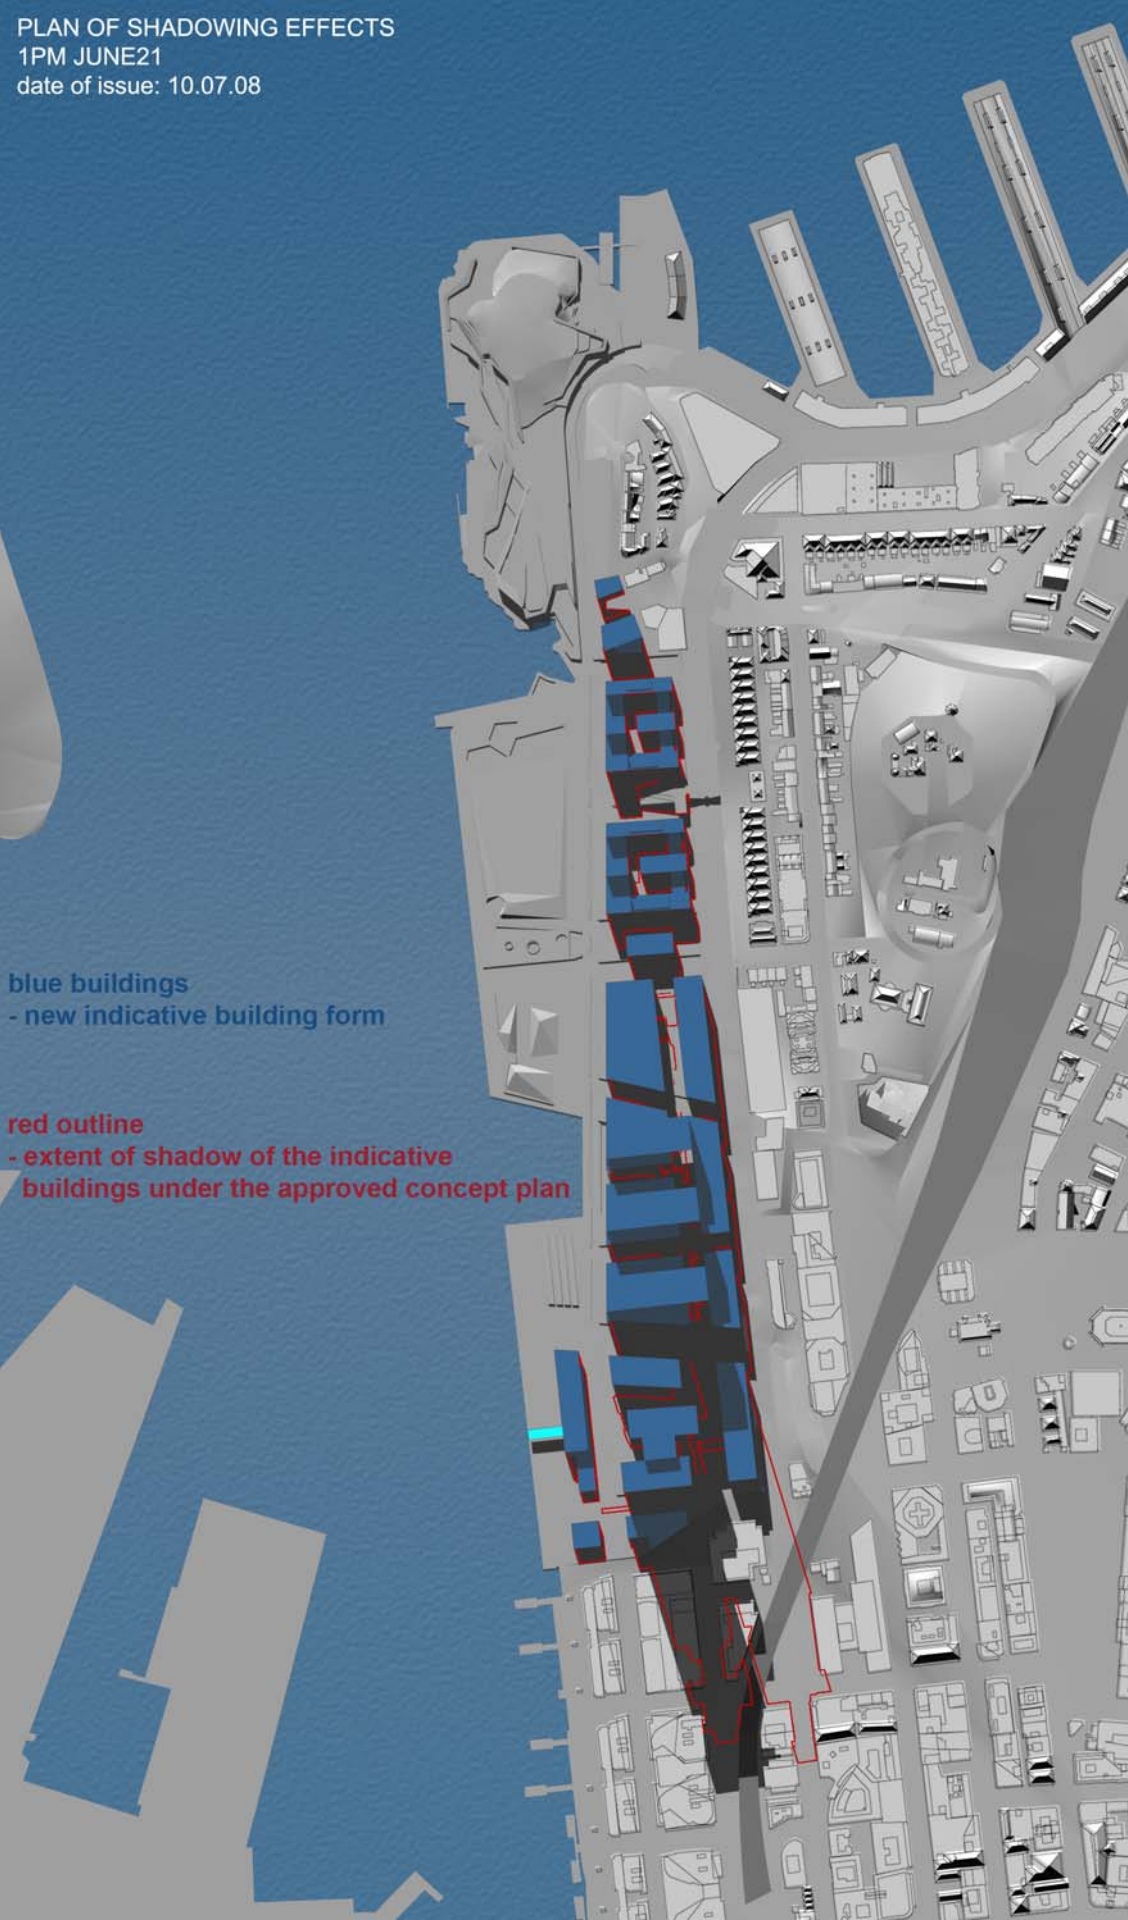 PLAN OF SHADOWING EFFECTS
1PM JUNE21
date of issue: 10.07.08
blue buildings
- new indicative building form
red outline
- extent of shadow of the indicative
buildings under the approved concept plan